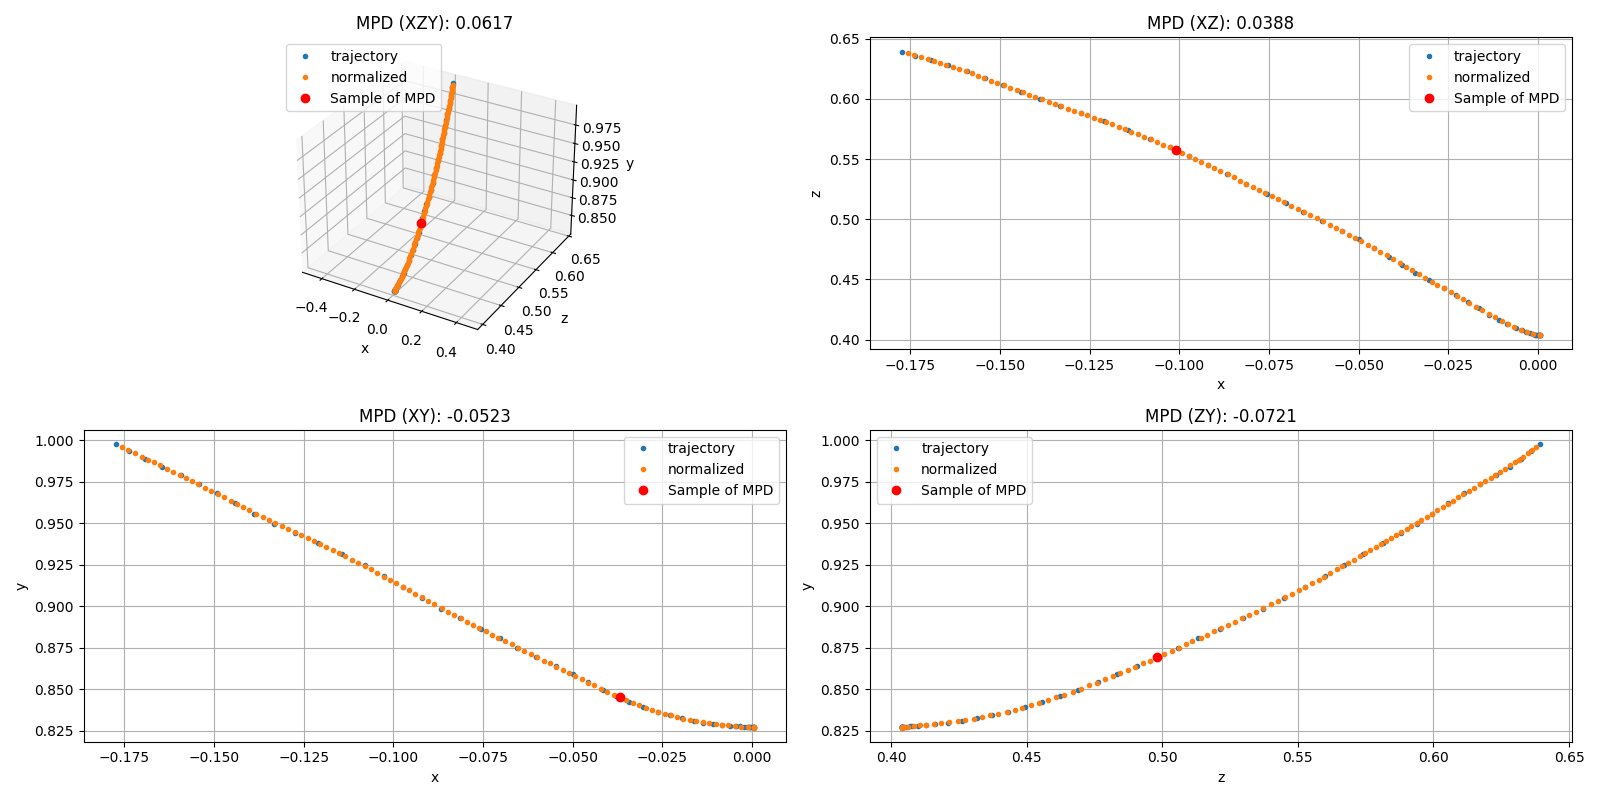 MPD (XZY): 0.0617
trajectory
normalized
Sample of MPD
0.975
0.950
0.925
0.900
0.875
0.850
y
−0.4
−0.2
0.0
0.2
0.4
x
0.40
0.45
0.50
0.55
0.60
0.65
z
MPD (XZ): 0.0388
trajectory
normalized
Sample of MPD
0.65
0.60
0.55
0.50
0.45
0.40
z
−0.175 −0.150 −0.125 −0.100 −0.075 −0.050 −0.025 0.000
x
MPD (XY): -0.0523
trajectory
normalized
Sample of MPD
1.000
0.975
0.950
0.925
0.900
0.875
0.850
0.825
y
−0.175 −0.150 −0.125 −0.100 −0.075 −0.050 −0.025 0.000
x
MPD (ZY): -0.0721
trajectory
normalized
Sample of MPD
1.000
0.975
0.950
0.925
0.900
0.875
0.850
0.825
y
0.40 0.45 0.50 0.55 0.60 0.65
z